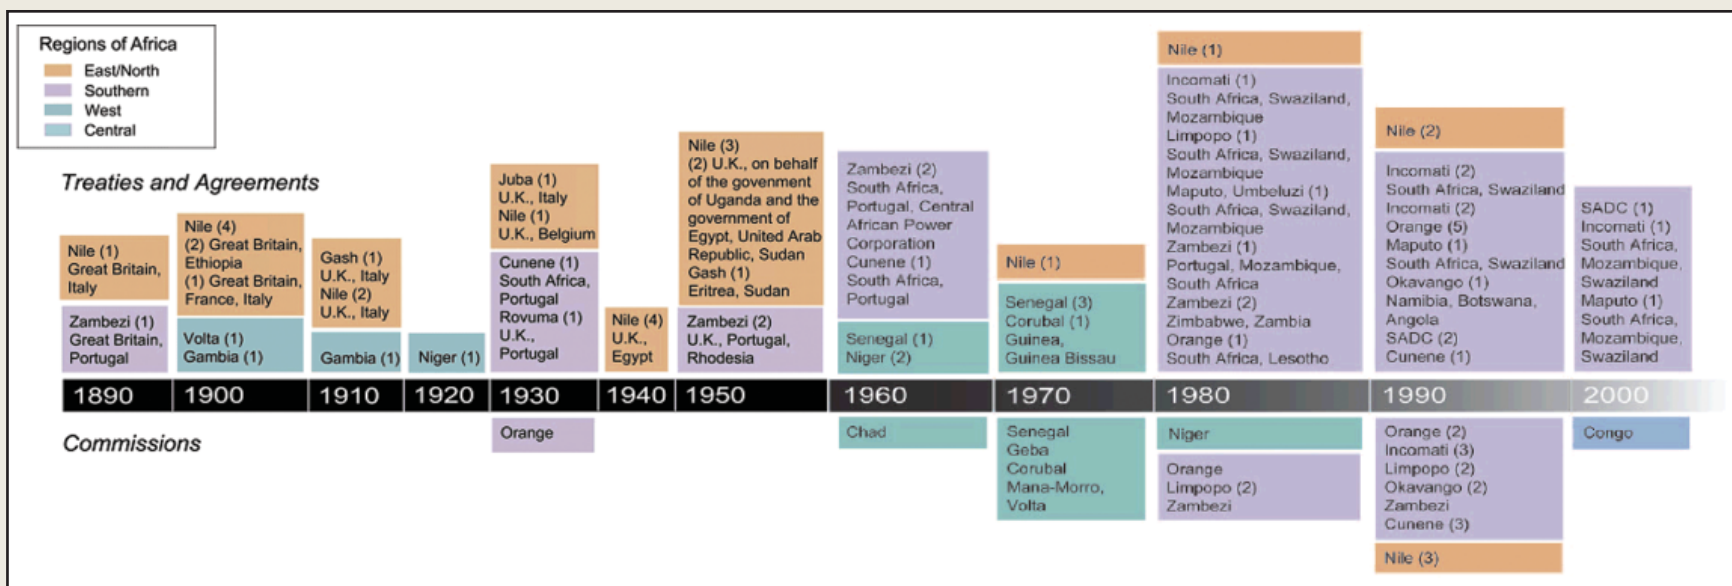 Regions of Africa
East/North
Southern
West
Central
Treaties and Agreements
Nile (1)
Great Britain,
Italy
Zambezi (1)
Great Britain,
Portugal
Nile (4)
(2) Great Britain,
Ethiopia
(1) Great Britain,
France, Italy
Volta (1)
Gambia (1)
Gash (1)
U.K., Italy
Nile (2)
U.K., Italy
Gambia (1)
Niger (1)
Juba (1)
U.K., Italy
Nile (1)
U.K., Belgium
Cunene (1)
South Africa,
Portugal
Rovuma (1)
U.K.,
Portugal
Nile (4)
U.K.,
Egypt
Nile (3)
(2) U.K., on behalf
of the govenment
of Uganda and the
government of
Egypt, United Arab
Republic, Sudan
Gash (1)
Eritrea, Sudan
Zambezi (2)
U.K., Portugal,
Rhodesia
Zambezi (2)
South Africa,
Portugal, Central
African Power
Corporation
Cunene (1)
South Africa,
Portugal
Senegal (1)
Niger (2)
Nile (1)
Senegal (3)
Corubal (1)
Guinea,
Guinea Bissau
Nile (1)
Incomati (1)
South Africa, Swaziland,
Mozambique
Limpopo (1)
South Africa, Swaziland,
Mozambique
Maputo, Umbeluzi (1)
South Africa, Swaziland,
Mozambique
Zambezi (1)
Portugal, Mozambique,
South Africa
Zambezi (2)
Zimbabwe, Zambia
Orange (1)
South Africa, Lesotho
Nile (2)
Incomati (2)
South Africa, Swaziland
Incomati (2)
Orange (5)
Maputo (1)
South Africa, Swaziland
Okavango (1)
Namibia, Botswana,
Angola
SADC (2)
Cunene (1)
SADC (1)
Incomati (1)
South Africa,
Mozambique,
Swaziland
Maputo (1)
South Africa,
Mozambique,
Swaziland
1890 1900 1910 1920 1930 1940 1950 1960 1970 1980 1990 2000
Commissions
Orange
Chad
Senegal
Geba
Corubal
Mana-Morro,
Volta
Niger
Orange
Limpopo (2)
Zambezi
Orange (2)
Incomati (3)
Limpopo (2)
Okavango (2)
Zambezi
Cunene (3)
Nile (3)
Congo